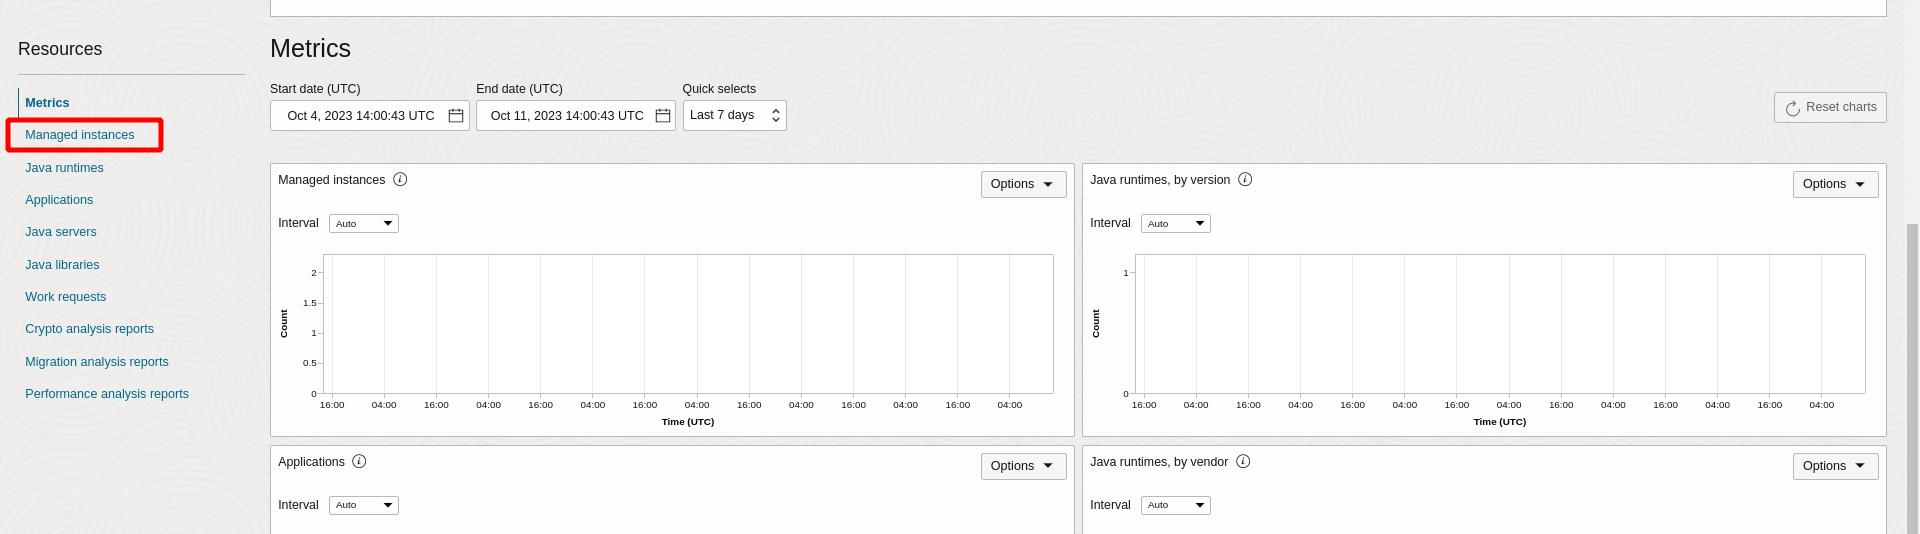 Resources
Metrics
Managed instances
Java runtimes
Applications
Java servers
Java libraries
Work requests
Crypto analysis reports
Migration analysis reports
Performance analysis reports
Metrics
Start date (UTC) End date (UTC) Quick selects
Oct 4, 2023 14:00:43 UTC Oct 11, 2023 14:00:43 UTC Last 7 days Reset charts
Managed instances Options
Interval Auto
2
1.5
1
0.5
0
Count
16:00 04:00 16:00 04:00 16:00 04:00 16:00 04:00 16:00 04:00 16:00 04:00 16:00 04:00
Time (UTC)
Java runtimes, by version Options
Interval Auto
1
0
Count
16:00 04:00 16:00 04:00 16:00 04:00 16:00 04:00 16:00 04:00 16:00 04:00 16:00 04:00
Time (UTC)
Applications Options
Interval Auto
Java runtimes, by vendor Options
Interval Auto